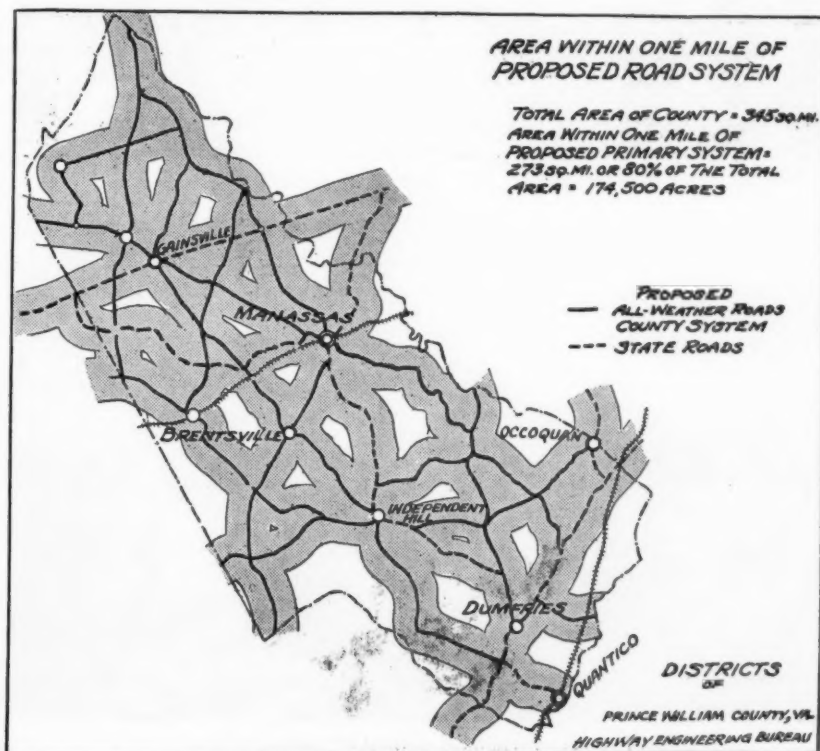 AREA WITHIN ONE MILE OF
PROPOSED ROAD SYSTEM
TOTAL AREA OF COUNTY = 345 SQ. MI.
AREA WITHIN ONE MILE OF
PROPOSED PRIMARY SYSTEM =
273 SQ. MI. OR 80% OF THE TOTAL
AREA = 174,500 ACRES
GAINSVILLE
MANASSAS
PROPOSED
ALL-WEATHER ROADS
COUNTY SYSTEM
STATE ROADS
BRENTSVILLE
OCCOQUAN
INDEPENDENT
HILL
DUMFRIES
QUANTICO
DISTRICTS
OF
PRINCE WILLIAM COUNTY, VA.
HIGHWAY ENGINEERING BUREAU